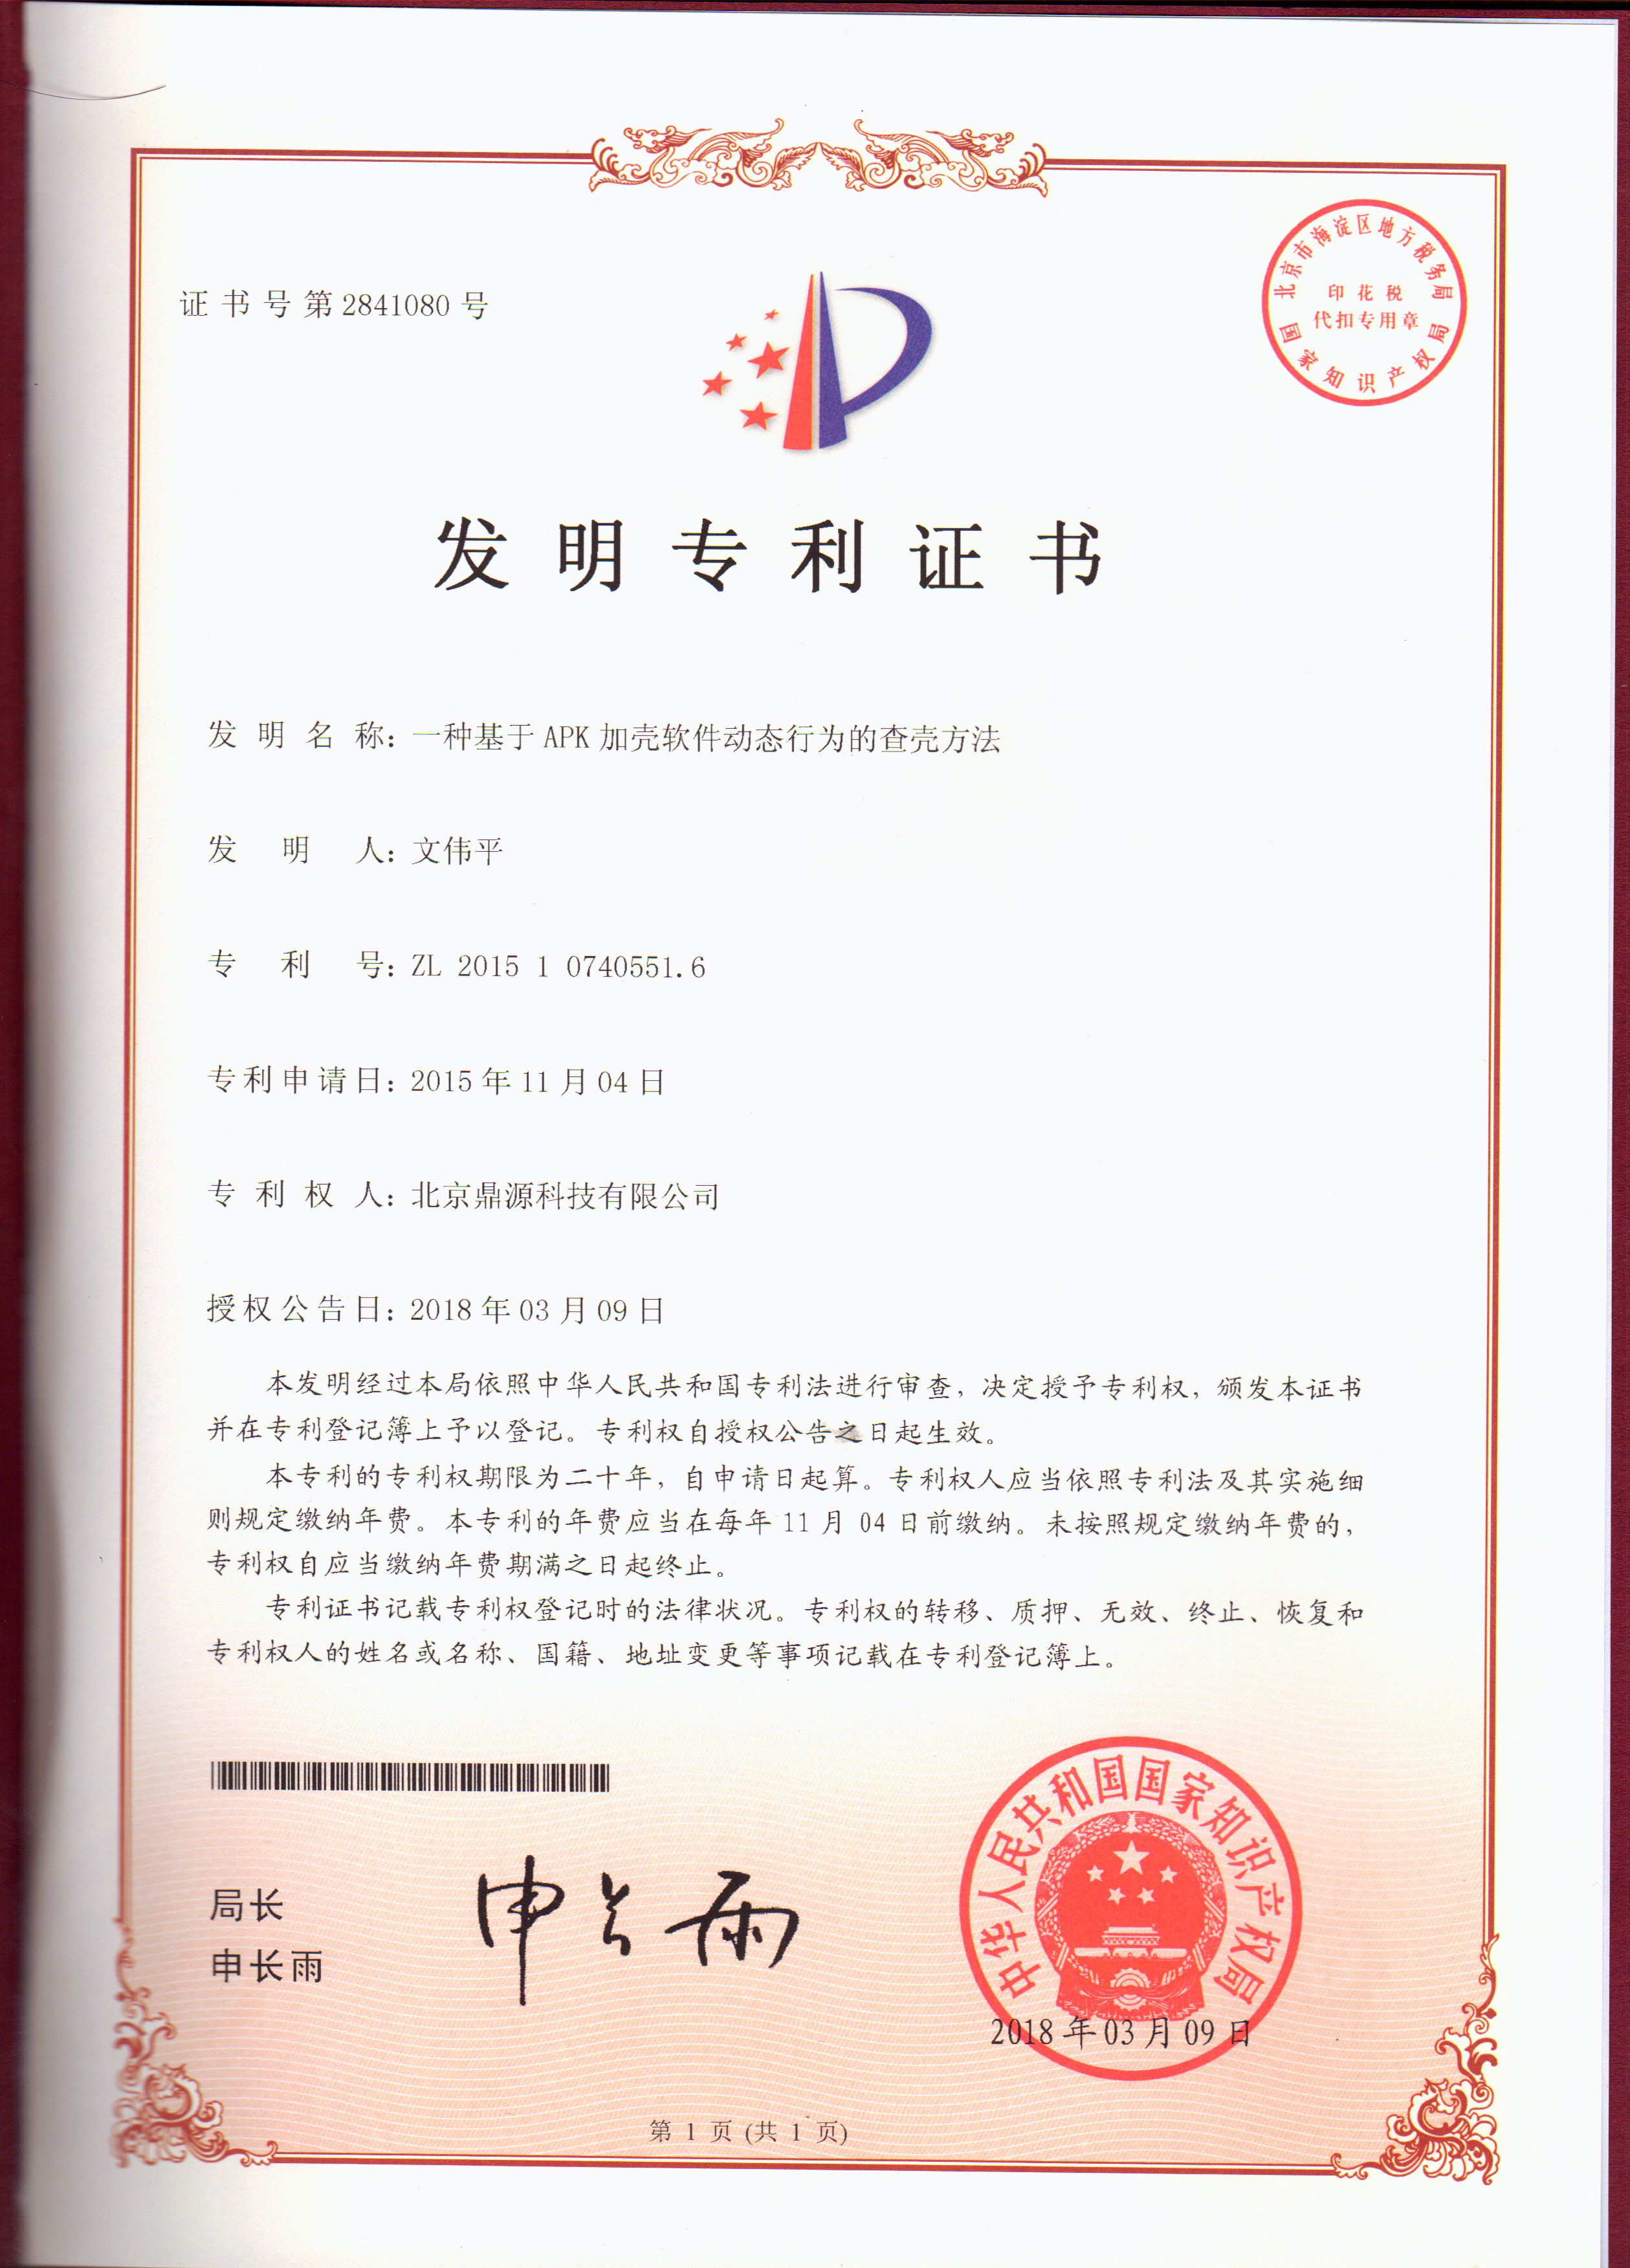 证书号第2841080号
北京市海淀区地方税务局
印花税
代扣专用章
国家知识产权局
发明专利证书
发明名称：一种基于APK加壳软件动态行为的查壳方法
发明人：文伟平
专利号：ZL 2015 1 0740551.6
专利申请日：2015年11月04日
专利权人：北京鼎源科技有限公司
授权公告日：2018年03月09日
本发明经过本局依照中华人民共和国专利法进行审查，决定授予专利权，颁发本证书
并在专利登记簿上予以登记。专利权自授权公告之日起生效。
本专利的专利权期限为二十年，自申请日起算。专利权人应当依照专利法及其实施细
则规定缴纳年费。本专利的年费应当在每年11月04日前缴纳。未按照规定缴纳年费的，
专利权自应当缴纳年费期满之日起终止。
专利证书记载专利权登记时的法律状况。专利权的转移、质押、无效、终止、恢复和
专利权人的姓名或名称、国籍、地址变更等事项记载在专利登记簿上。
局长
申长雨
申长雨
中华人民共和国国家知识产权局
2018年03月09日
第 1 页 (共 1 页)